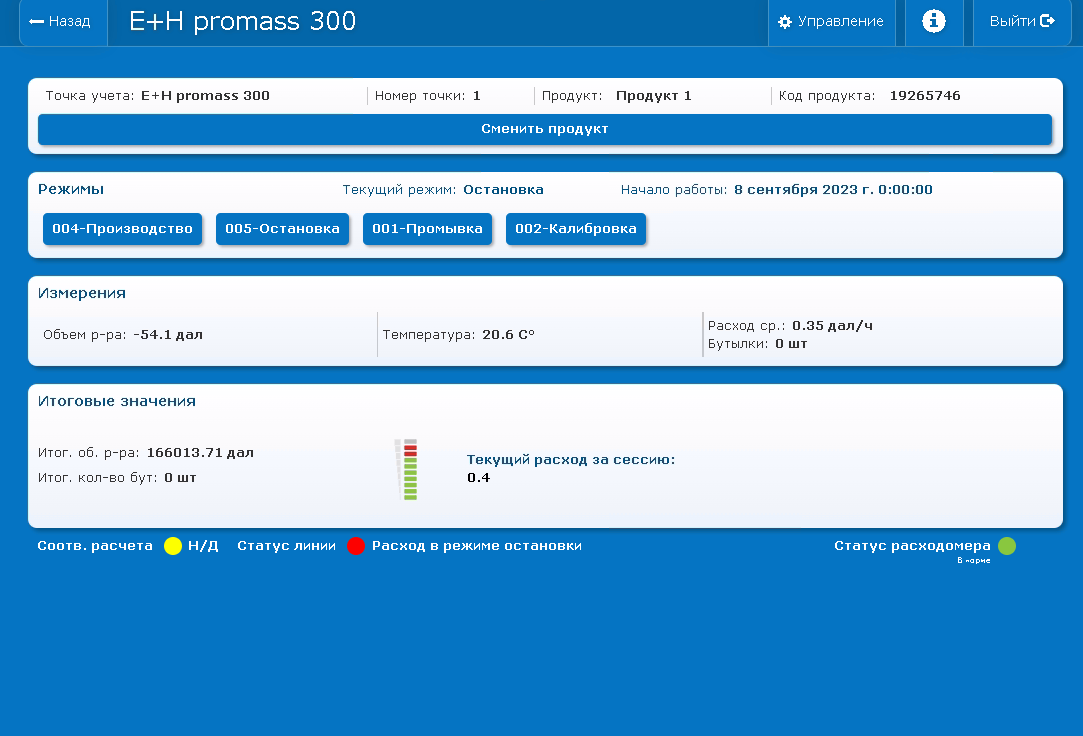 Назад E+H promass 300 Управление Выйти
Точка учета: E+H promass 300 Номер точки: 1 Продукт: Продукт 1 Код продукта: 19265746
Сменить продукт
Режимы Текущий режим: Остановка Начало работы: 8 сентября 2023 г. 0:00:00
004-Производство 005-Остановка 001-Промывка 002-Калибровка
Измерения
Объем р-ра: -54.1 дал Температура: 20.6 C° Расход ср.: 0.35 дал/ч
Бутылки: 0 шт
Итоговые значения
Итог. об. р-ра: 166013.71 дал
Итог. кол-во бут: 0 шт
Текущий расход за сессию:
0.4
Соотв. расчета Н/Д Статус линии Расход в режиме остановки Статус расходомера
В норме